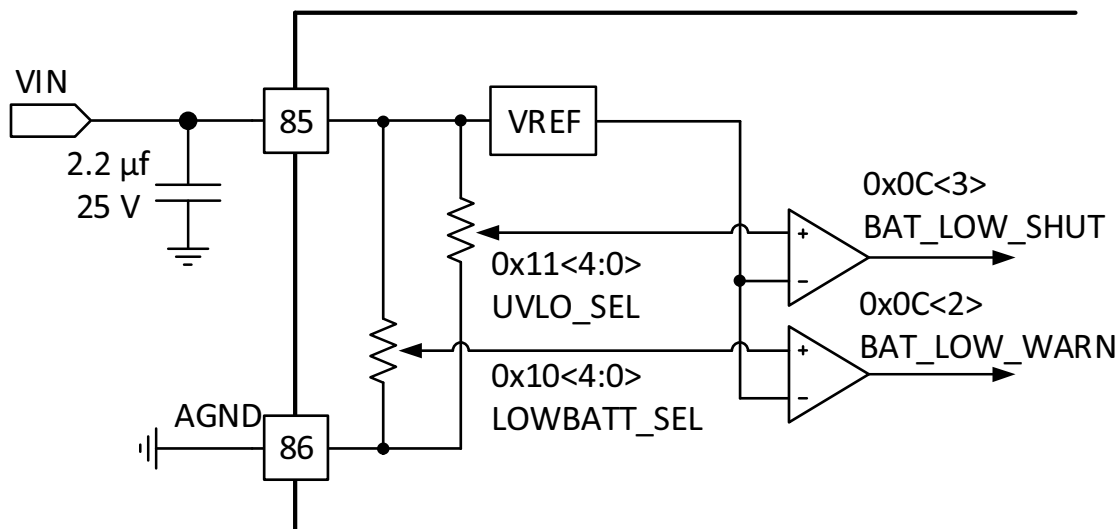 VIN
2.2 µf
25 V
85
VREF
0x0C<3>
BAT_LOW_SHUT
+
-
0x11<4:0>
UVLO_SEL
0x0C<2>
BAT_LOW_WARN
+
-
0x10<4:0>
LOWBATT_SEL
AGND
86